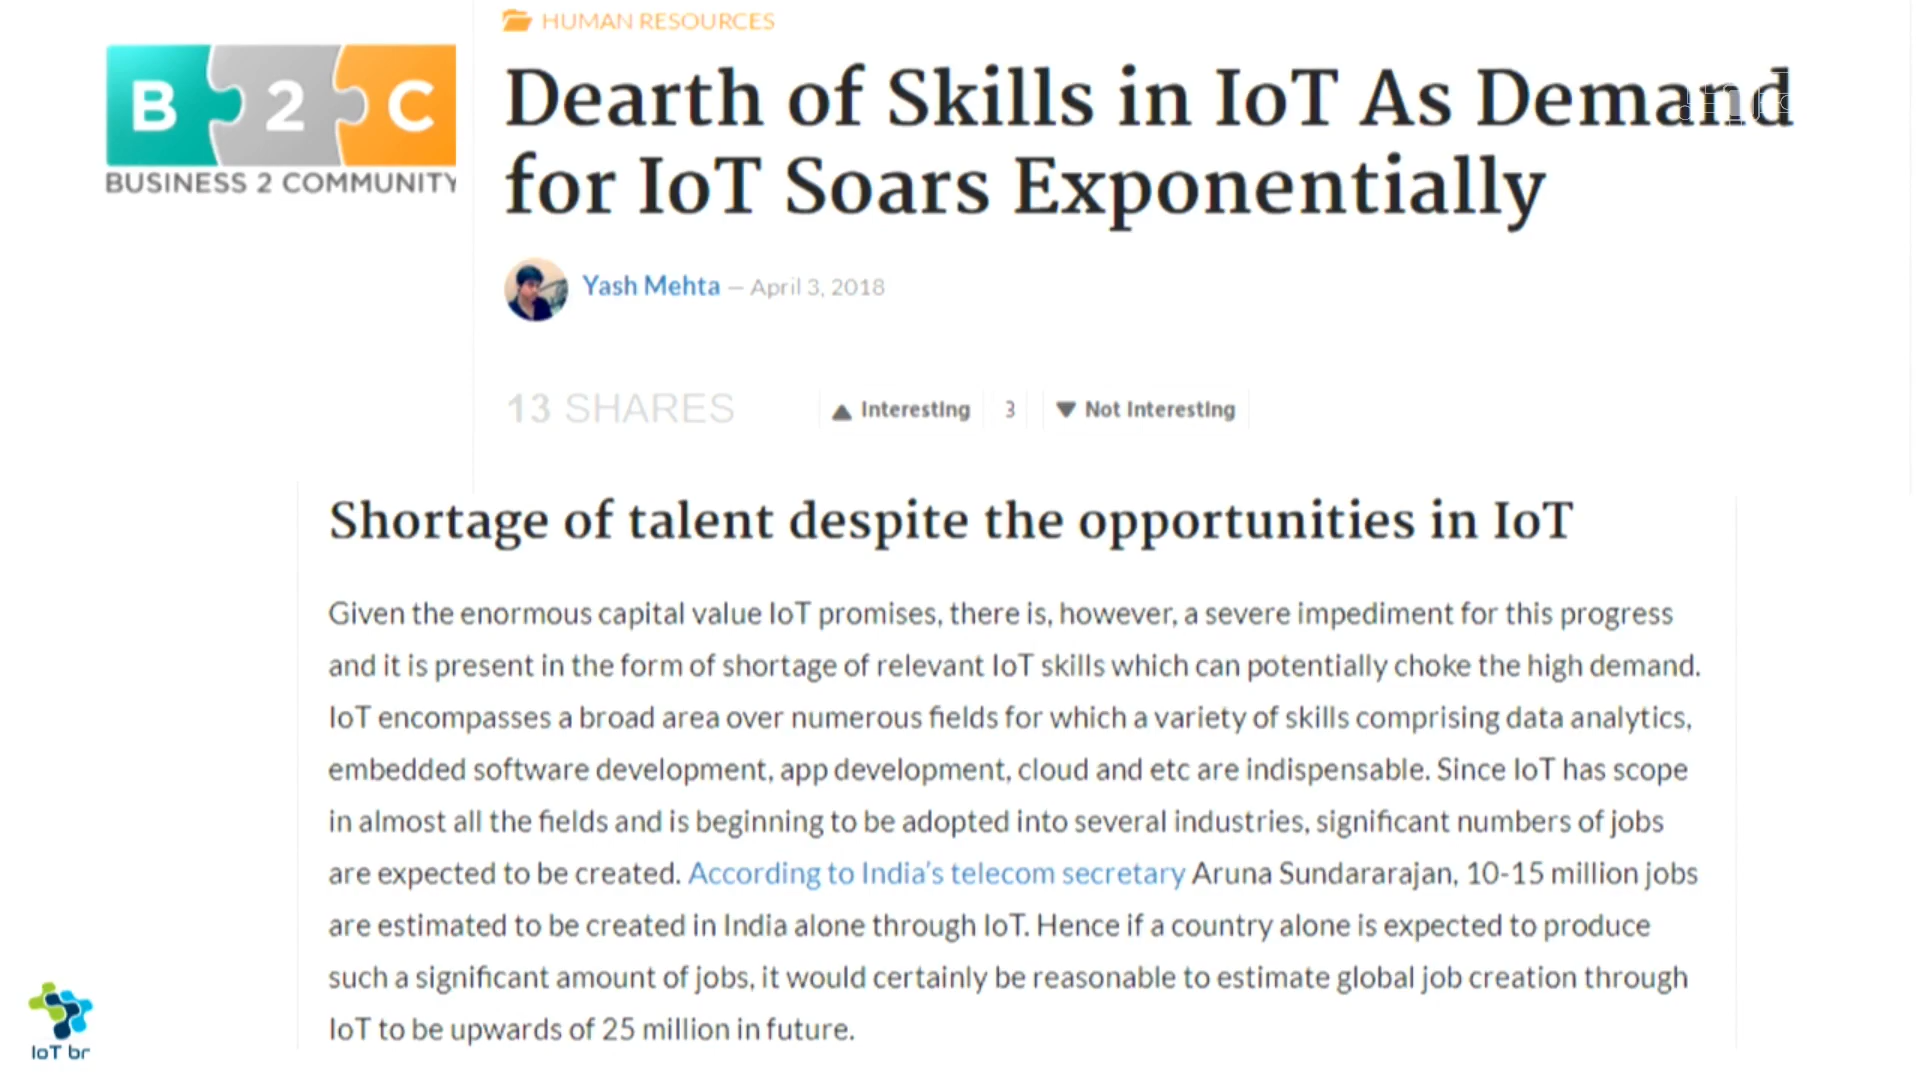 HUMAN RESOURCES
B 2 C
BUSINESS 2 COMMUNITY
Dearth of Skills in IoT As Demand
for IoT Soars Exponentially
Yash Mehta — April 3, 2018
13 SHARES
Interesting 3 Not Interesting
Shortage of talent despite the opportunities in IoT
Given the enormous capital value IoT promises, there is, however, a severe impediment for this progress
and it is present in the form of shortage of relevant IoT skills which can potentially choke the high demand.
IoT encompasses a broad area over numerous fields for which a variety of skills comprising data analytics,
embedded software development, app development, cloud and etc are indispensable. Since IoT has scope
in almost all the fields and is beginning to be adopted into several industries, significant numbers of jobs
are expected to be created. According to India's telecom secretary Aruna Sundararajan, 10-15 million jobs
are estimated to be created in India alone through IoT. Hence if a country alone is expected to produce
such a significant amount of jobs, it would certainly be reasonable to estimate global job creation through
IoT to be upwards of 25 million in future.
IoT br